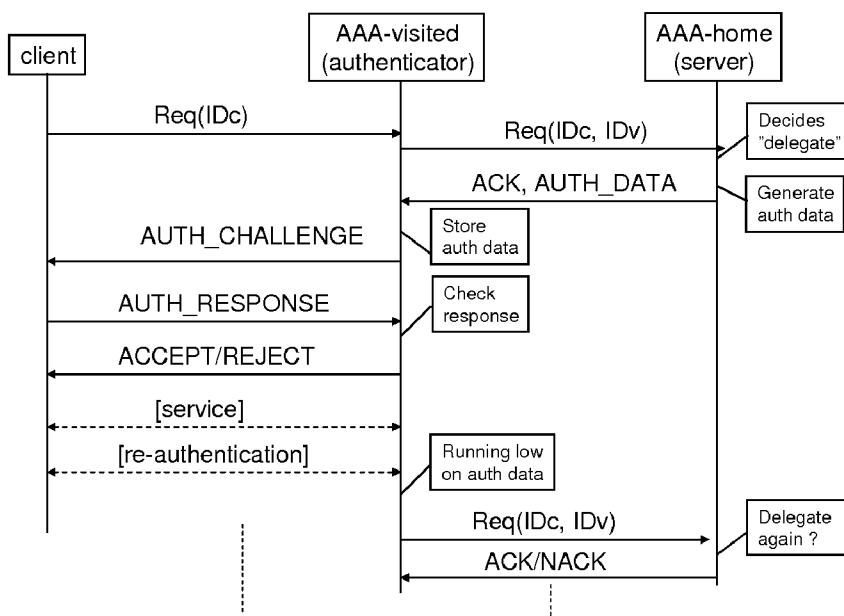 client
AAA-visited
(authenticator)
AAA-home
(server)
Req(IDc)
Req(IDc, IDv)
Decides
"delegate"
ACK, AUTH_DATA
Generate
auth data
Store
auth data
AUTH_CHALLENGE
AUTH_RESPONSE
Check
response
ACCEPT/REJECT
[service]
[re-authentication]
Running low
on auth data
Req(IDc, IDv)
Delegate
again ?
ACK/NACK